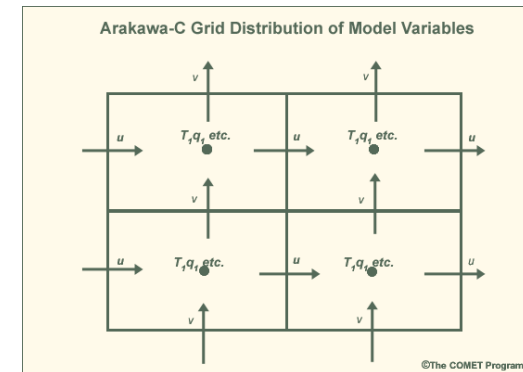 Arakawa-C Grid Distribution of Model Variables
v v
u T,q, etc. u T,q, etc. u
v v
u T,q, etc. u T,q, etc. u
v v
©The COMET Program